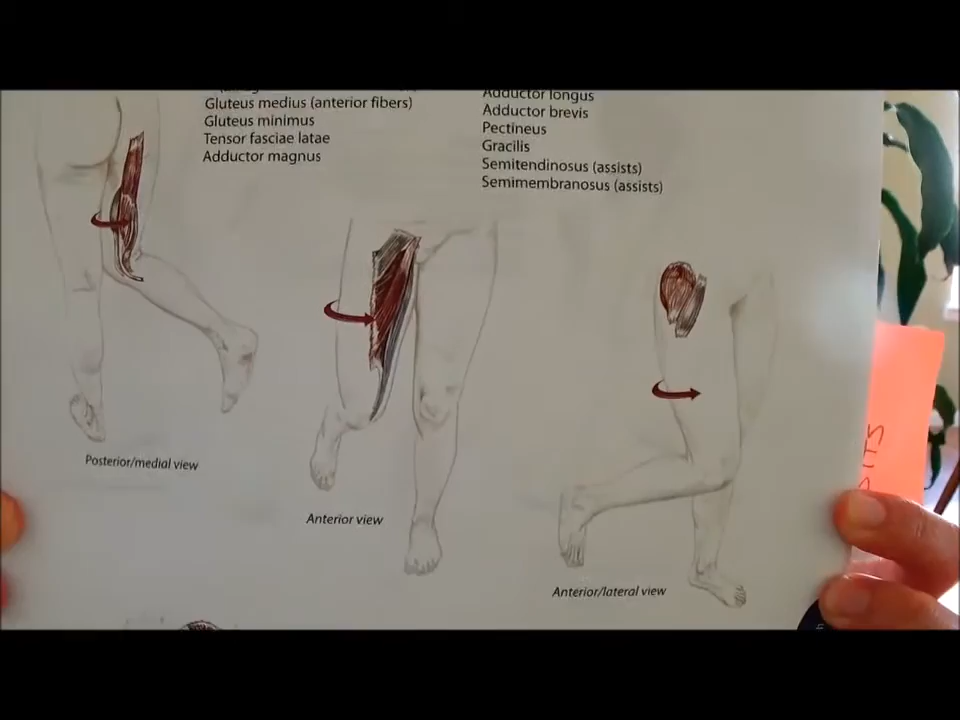 Gluteus medius (anterior fibers)
Gluteus minimus
Tensor fasciae latae
Adductor magnus
Adductor longus
Adductor brevis
Pectineus
Gracilis
Semitendinosus (assists)
Semimembranosus (assists)
Posterior/medial view
Anterior view
Anterior/lateral view